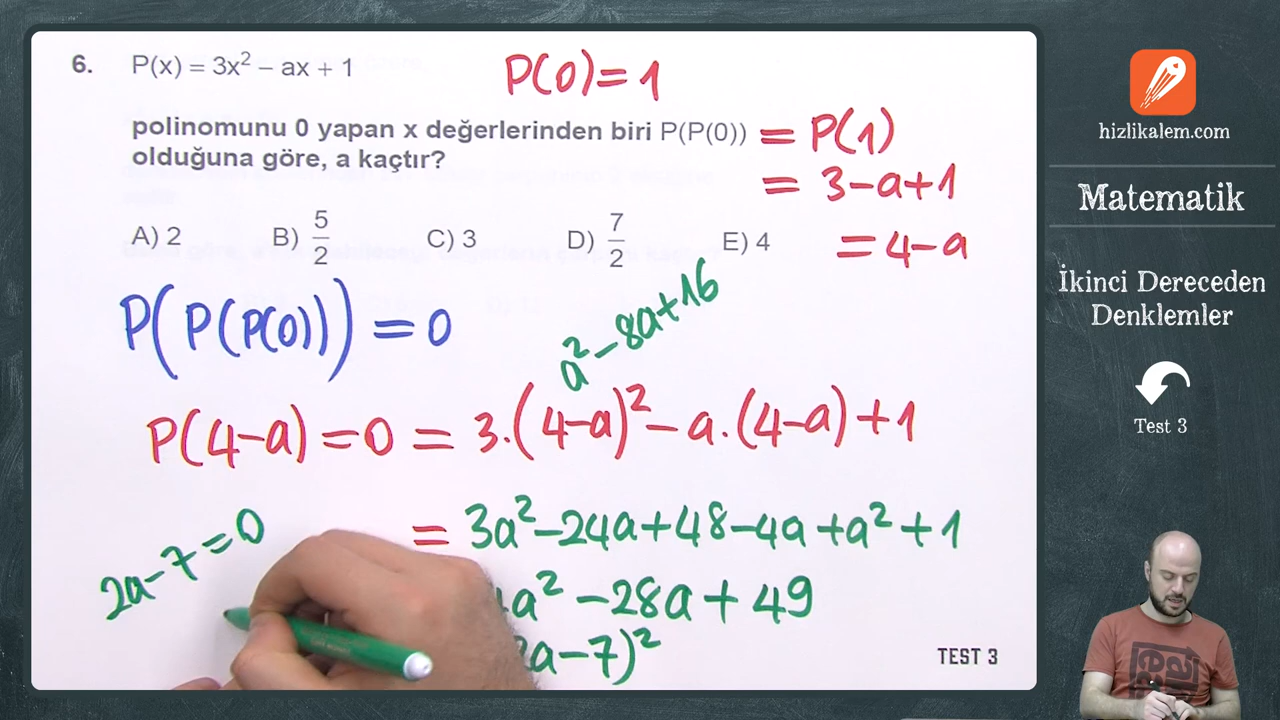 6. P(x) = 3x² − ax + 1
P(0) = 1
polinomunu 0 yapan x değerlerinden biri P(P(0)) = P(1)
olduğuna göre, a kaçtır?
= 3−a+1
A) 2 B) 5/2 C) 3 D) 7/2 E) 4
= 4−a
P(P(P(0))) = 0
a²−8a+16
P(4−a) = 0 = 3.(4−a)²− a.(4−a)+1
= 3a²−24a+48−4a+a²+1
2a−7=0
a² −28a + 49
a−7)²
TEST 3
hizlikalem.com
Matematik
İkinci Dereceden
Denklemler
Test 3